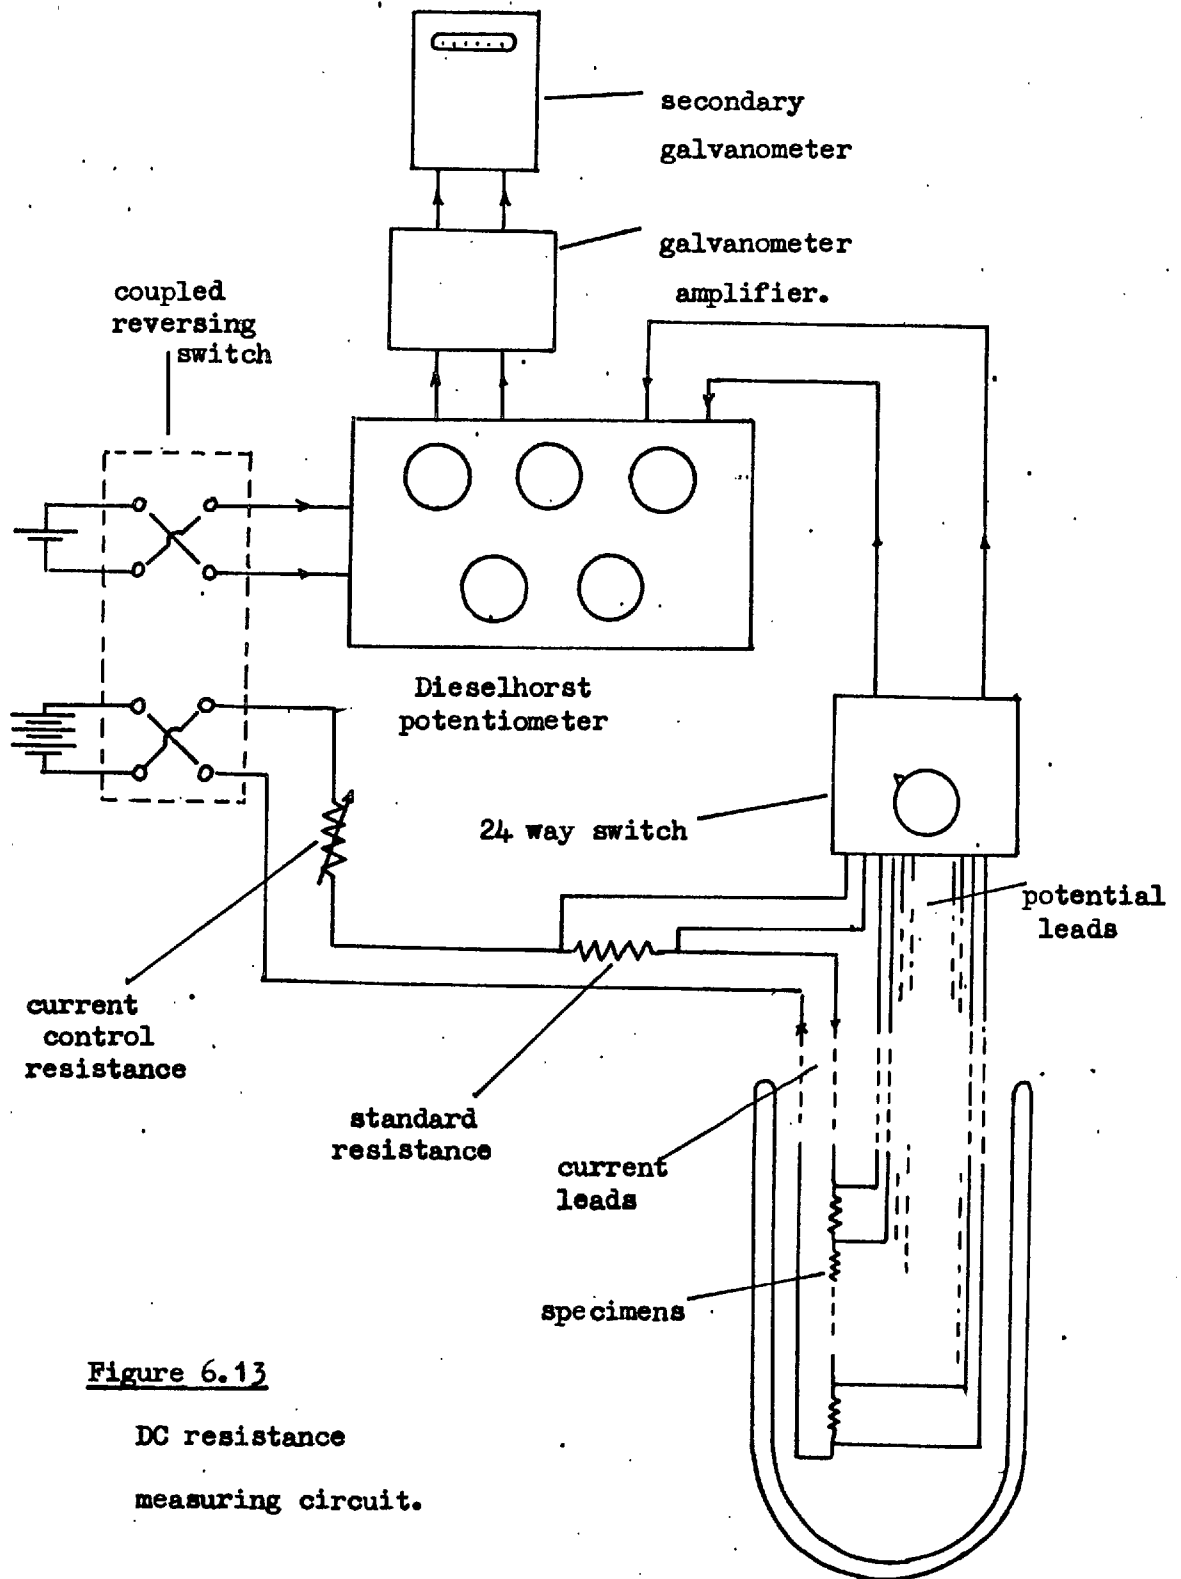 secondary
galvanometer
galvanometer
amplifier.
coupled
reversing
switch
Dieselhorst
potentiometer
24 way switch
potential
leads
current
control
resistance
standard
resistance
current
leads
specimens
Figure 6.13
DC resistance
measuring circuit.